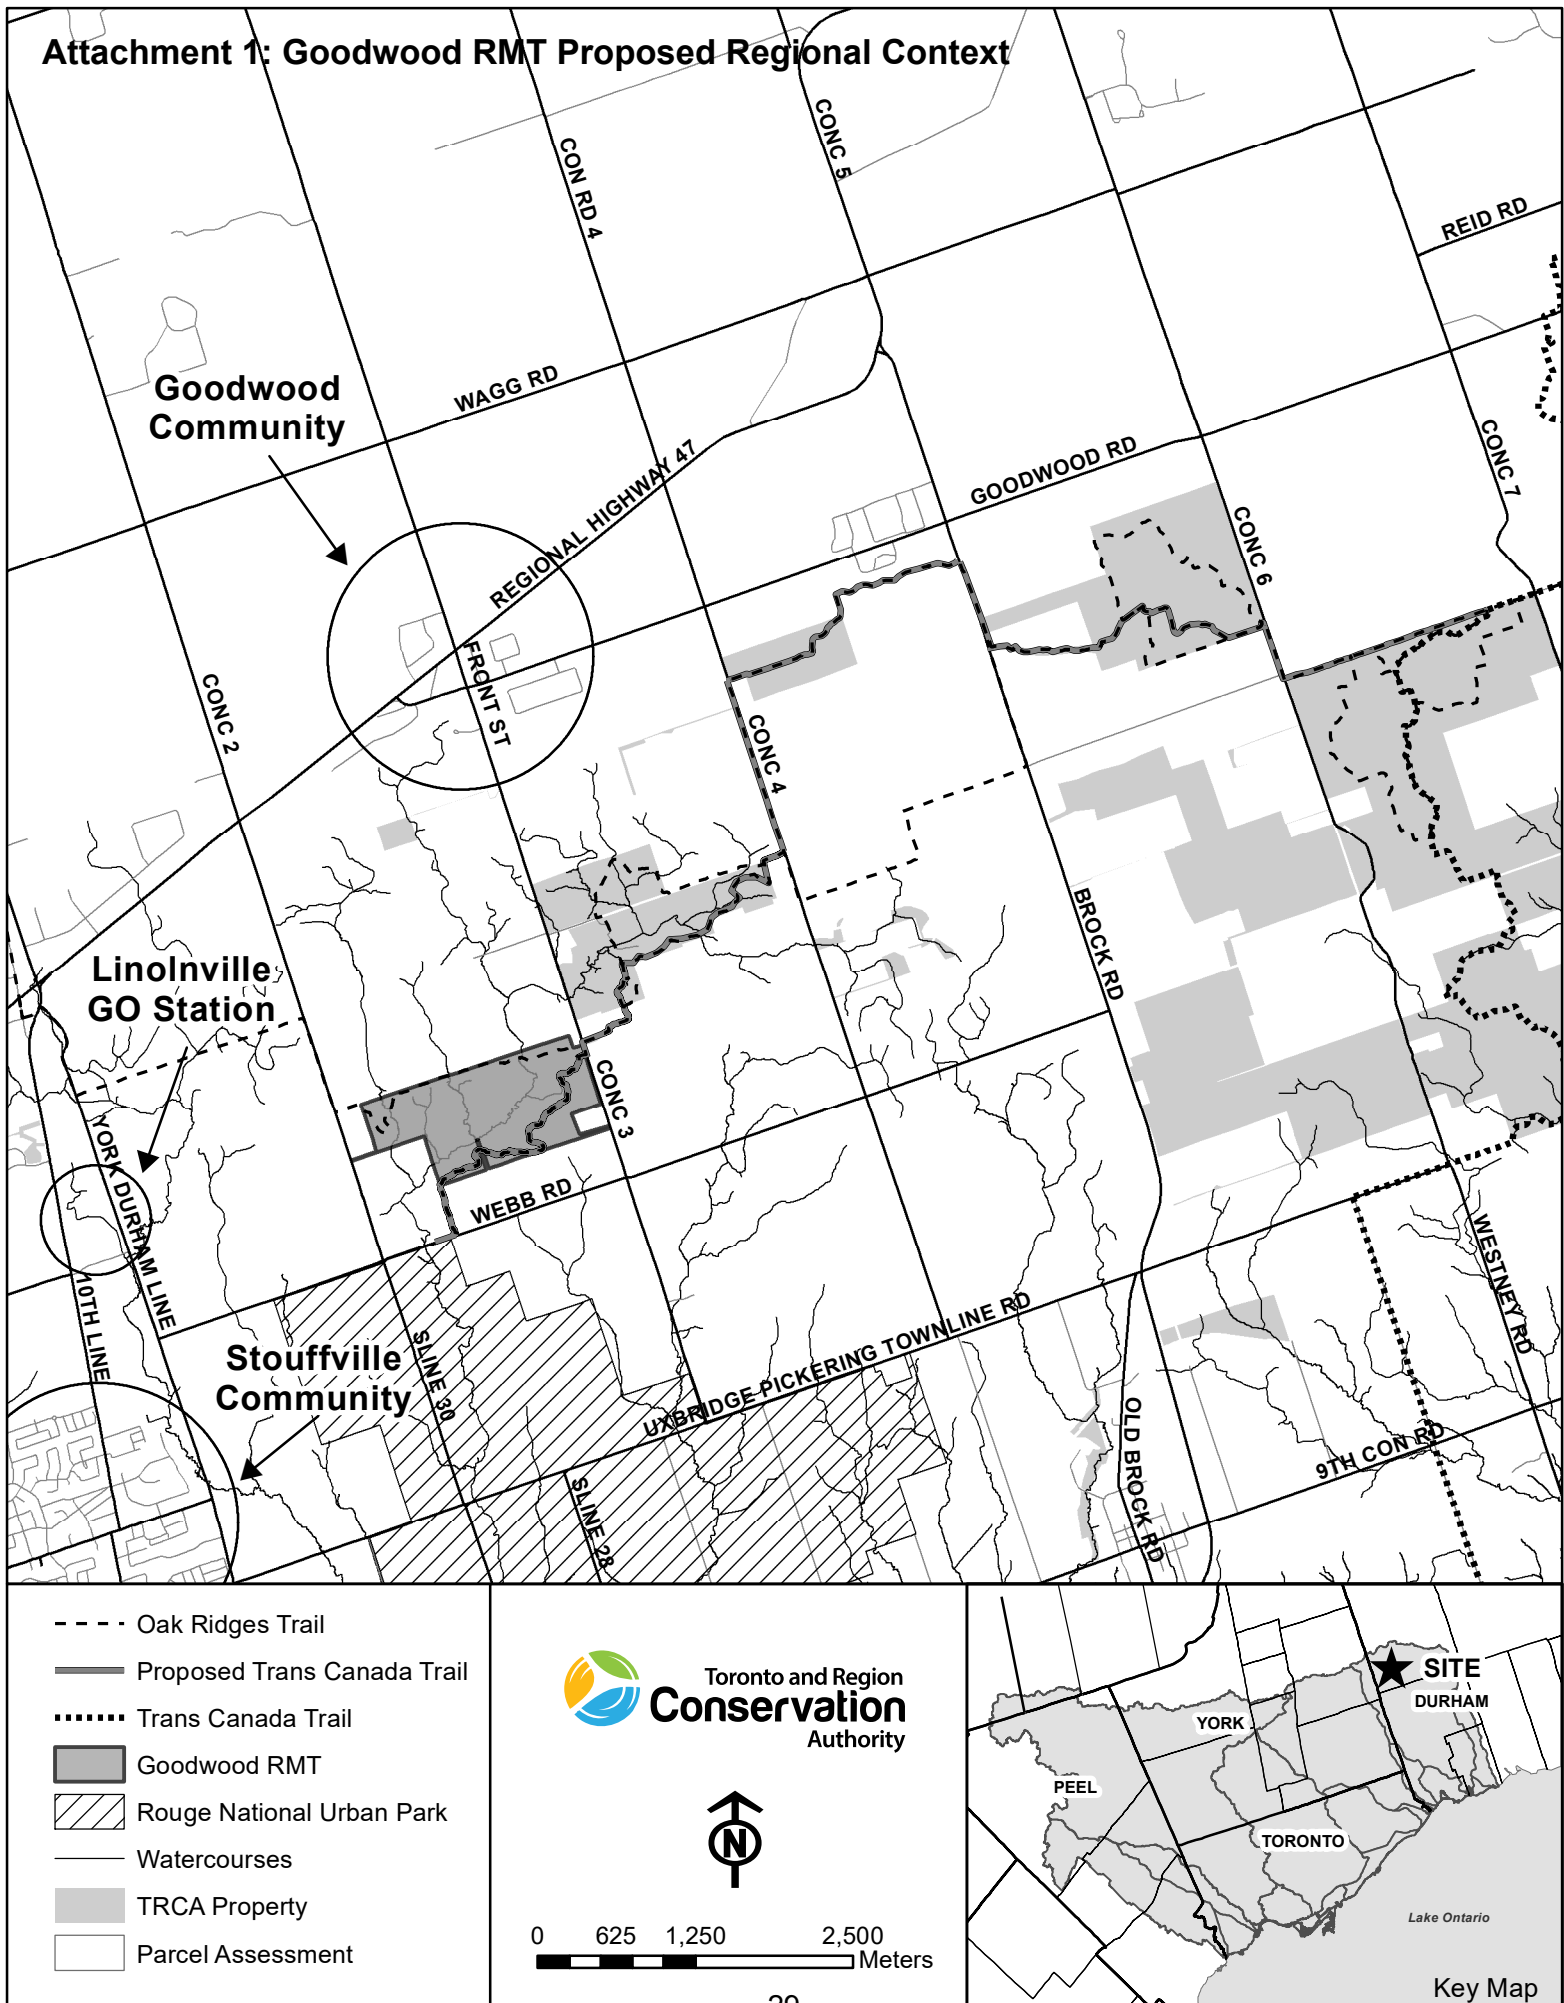 Attachment 1: Goodwood RMT Proposed Regional Context
CONC 5
CON RD 4
REID RD
WAGG RD
Goodwood
Community
REGIONAL HIGHWAY 47
GOODWOOD RD
CONC 7
CONC 6
FRONT ST
CONC 2
CONC 4
BROCK RD
Linolnville
GO Station
CONC 3
YORK DURHAM LINE
WEBB RD
10TH LINE
WESTNEY RD
Stouffville
Community
SLINE 30
UXBRIDGE PICKERING TOWNLINE RD
OLD BROCK RD
9TH CON RD
SLINE 28
Oak Ridges Trail
Proposed Trans Canada Trail
Trans Canada Trail
Goodwood RMT
Rouge National Urban Park
Watercourses
TRCA Property
Parcel Assessment
Toronto and Region
Conservation
Authority
N
0 625 1,250 2,500
Meters
SITE
DURHAM
YORK
PEEL
TORONTO
Lake Ontario
Key Map